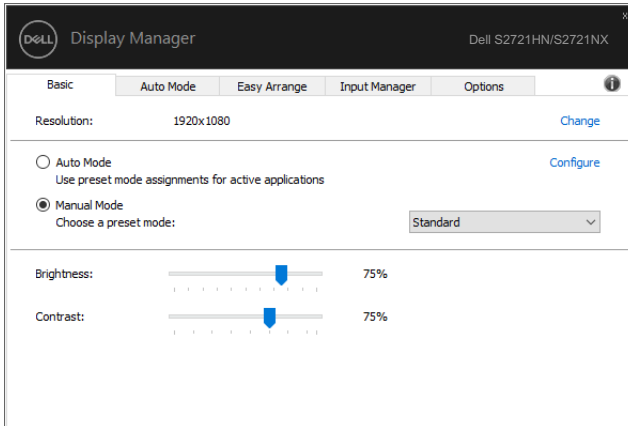 DELL Display Manager
Dell S2721HN/S2721NX
x
Basic Auto Mode Easy Arrange Input Manager Options i
Resolution: 1920x1080 Change
Auto Mode Configure
Use preset mode assignments for active applications
Manual Mode
Choose a preset mode: Standard
Brightness: 75%
Contrast: 75%